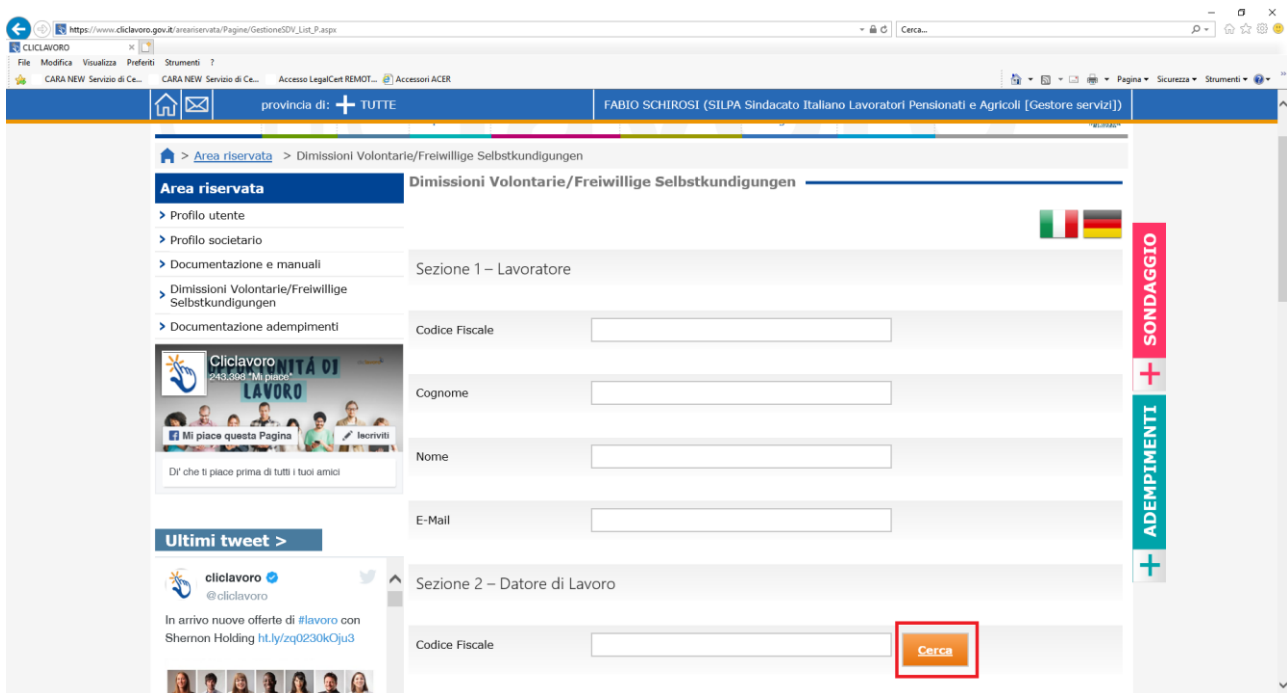 https://www.cliclavoro.gov.it/areariservata/Pagine/GestioneSDV_List_P.aspx
Cerca...
CLICLAVORO
File Modifica Visualizza Preferiti Strumenti ?
CARA NEW Servizio di Ce... CARA NEW Servizio di Ce... Accesso LegalCert REMOT... Accessori ACER
Pagina Sicurezza Strumenti
provincia di: + TUTTE
FABIO SCHIROSI (SILPA Sindacato Italiano Lavoratori Pensionati e Agricoli [Gestore servizi])
> Area riservata > Dimissioni Volontarie/Freiwillige Selbstkundigungen
Area riservata
> Profilo utente
> Profilo societario
> Documentazione e manuali
> Dimissioni Volontarie/Freiwillige
Selbstkundigungen
> Documentazione adempimenti
Cliclavoro
243.398 "Mi piace"
OPPORTUNITÁ DI
LAVORO
Mi piace questa Pagina
Iscriviti
Di' che ti piace prima di tutti i tuoi amici
Ultimi tweet >
cliclavoro
@cliclavoro
In arrivo nuove offerte di #lavoro con
Shernon Holding ht.ly/zq0230kOju3
Dimissioni Volontarie/Freiwillige Selbstkundigungen
Sezione 1 – Lavoratore
Codice Fiscale
Cognome
Nome
E-Mail
Sezione 2 – Datore di Lavoro
Codice Fiscale
Cerca
SONDAGGIO +
ADEMPIMENTI +